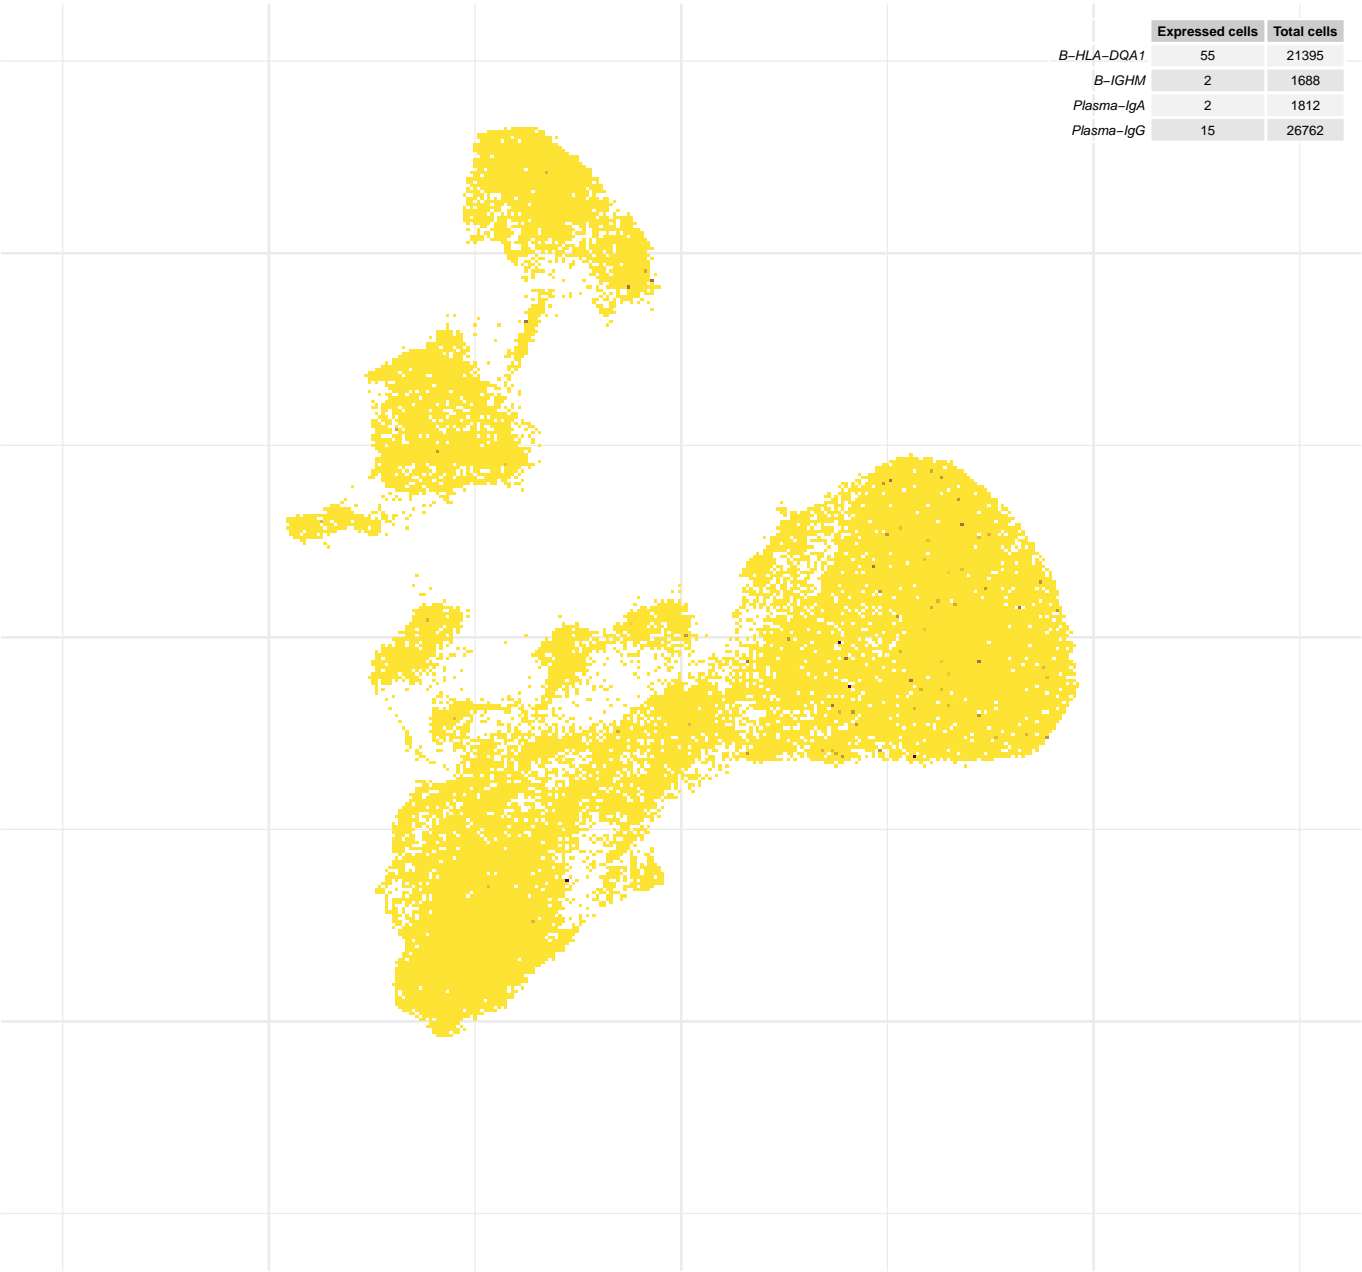 Expressed cells Total cells
B−HLA−DQA1 55 21395
B−IGHM 2 1688
Plasma−IgA 2 1812
Plasma−IgG 15 26762